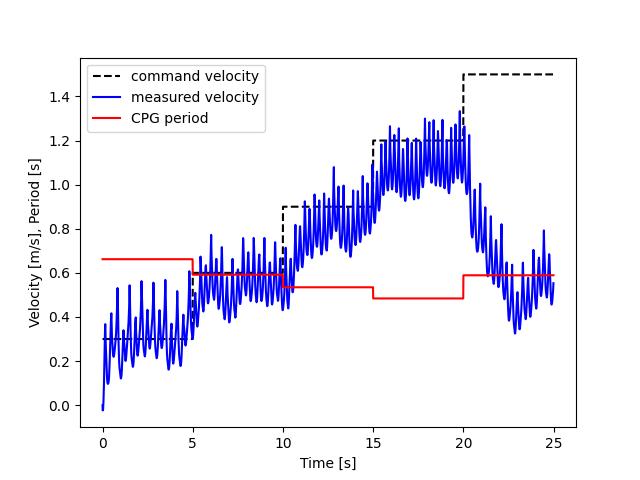 command velocity
measured velocity
CPG period
Velocity [m/s], Period [s]
1.4
1.2
1.0
0.8
0.6
0.4
0.2
0.0
0 5 10 15 20 25
Time [s]